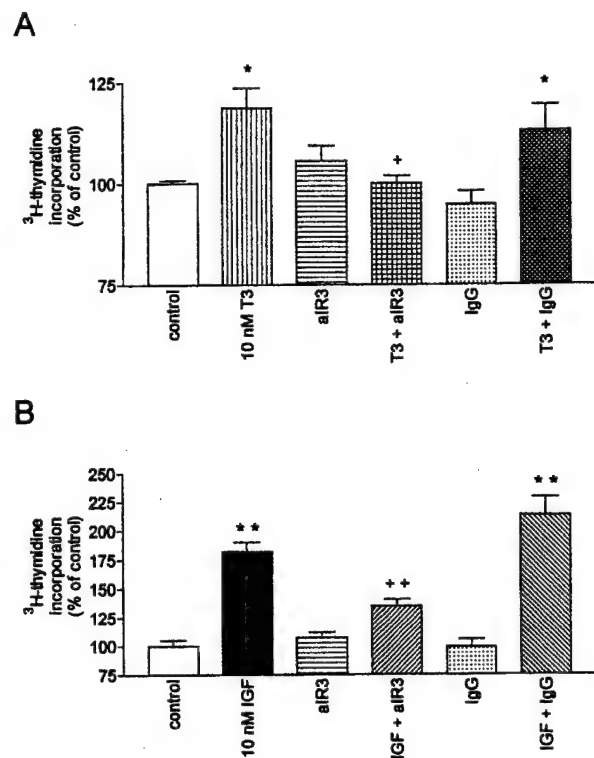 A
³H-thymidine
incorporation
(% of control)
125
100
75
*
+
*
control
10 nM T3
aIR3
T3 + aIR3
IgG
T3 + IgG
B
³H-thymidine
incorporation
(% of control)
250
225
200
175
150
125
100
75
* *
+ +
* *
control
10 nM IGF
aIR3
IGF + aIR3
IgG
IGF + IgG